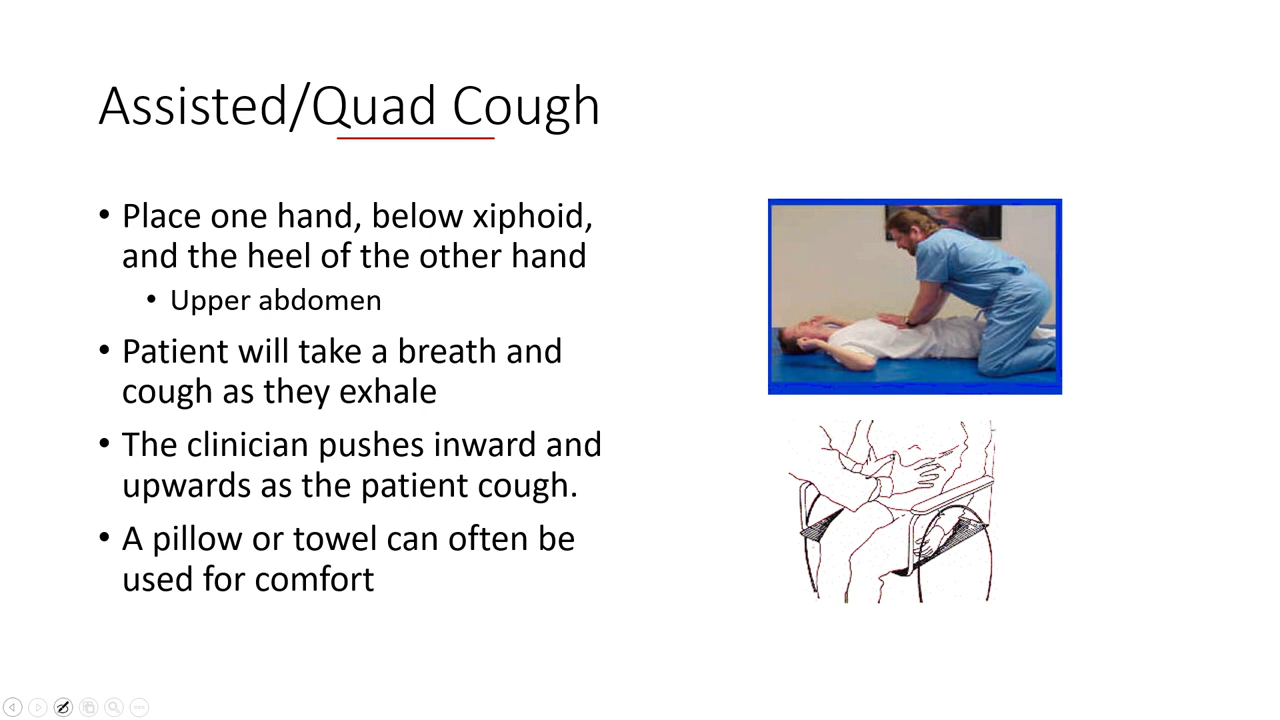 Assisted/Quad Cough
• Place one hand, below xiphoid,
and the heel of the other hand
• Upper abdomen
• Patient will take a breath and
cough as they exhale
• The clinician pushes inward and
upwards as the patient cough.
• A pillow or towel can often be
used for comfort